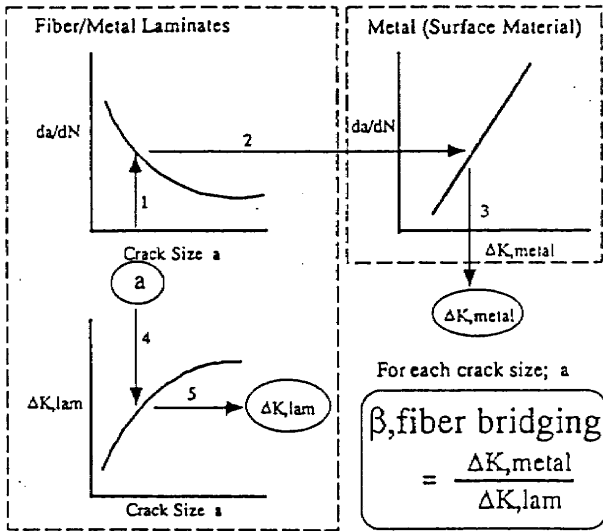 Fiber/Metal Laminates
da/dN
1
Crack Size a
2
Metal (Surface Material)
da/dN
3
ΔK,metal
a
4
ΔK,lam
5
ΔK,lam
Crack Size a
ΔK,metal
For each crack size; a
β,fiber bridging
= ΔK,metal
ΔK,lam